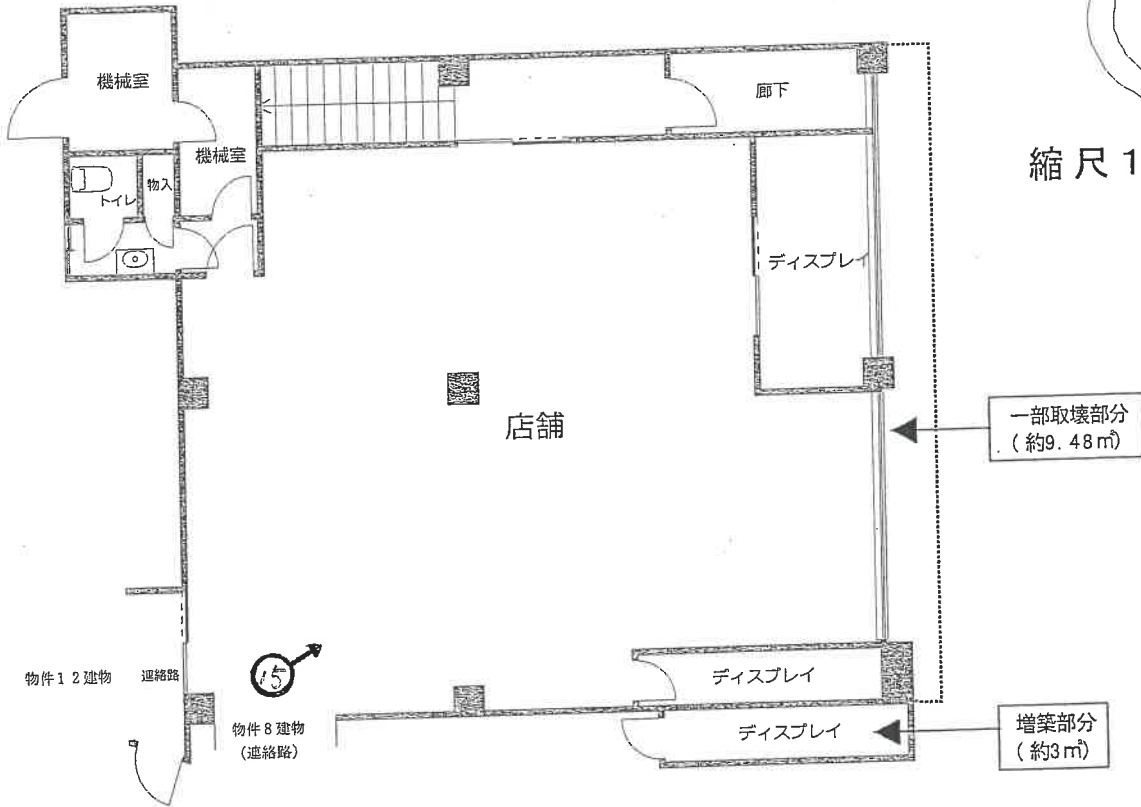 機械室
廊下
縮尺1
機械室
物入
トイレ
ディスプレイ
店舗
一部取壊部分
(約9.48㎡)
ディスプレイ
物件12建物
連絡路
15
物件8建物
(連絡路)
ディスプレイ
増築部分
(約3㎡)